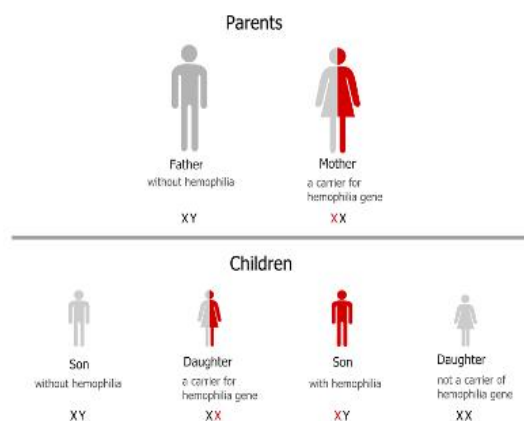 Parents
Father
without hemophilia
XY
Mother
a carrier for
hemophilia gene
XX
Children
Son
without hemophilia
XY
Daughter
a carrier for
hemophilia gene
XX
Son
with hemophilia
XY
Daughter
not a carrier of
hemophilia gene
XX